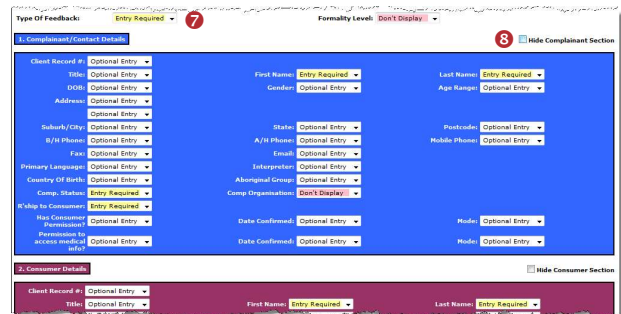 Type Of Feedback: Entry Required 7 Formality Level: Don't Display
1. Complainant/Contact Details 8 Hide Complainant Section
Client Record #: Optional Entry
Title: Optional Entry First Name: Entry Required Last Name: Entry Required
DOB: Optional Entry Gender: Optional Entry Age Range: Optional Entry
Address: Optional Entry
Optional Entry
Suburb/City: Optional Entry State: Optional Entry Postcode: Optional Entry
B/H Phone: Optional Entry A/H Phone: Optional Entry Mobile Phone: Optional Entry
Fax: Optional Entry Email: Optional Entry
Primary Language: Optional Entry Interpreter: Optional Entry
Country Of Birth: Optional Entry Aboriginal Group: Optional Entry
Comp. Status: Entry Required Comp Organisation: Don't Display
R'ship to Consumer: Entry Required
Has Consumer
Permission? Optional Entry Date Confirmed: Optional Entry Mode: Optional Entry
Permission to
access medical Optional Entry Date Confirmed: Optional Entry Mode: Optional Entry
info?
2. Consumer Details Hide Consumer Section
Client Record #: Optional Entry
Title: Optional Entry First Name: Entry Required Last Name: Entry Required